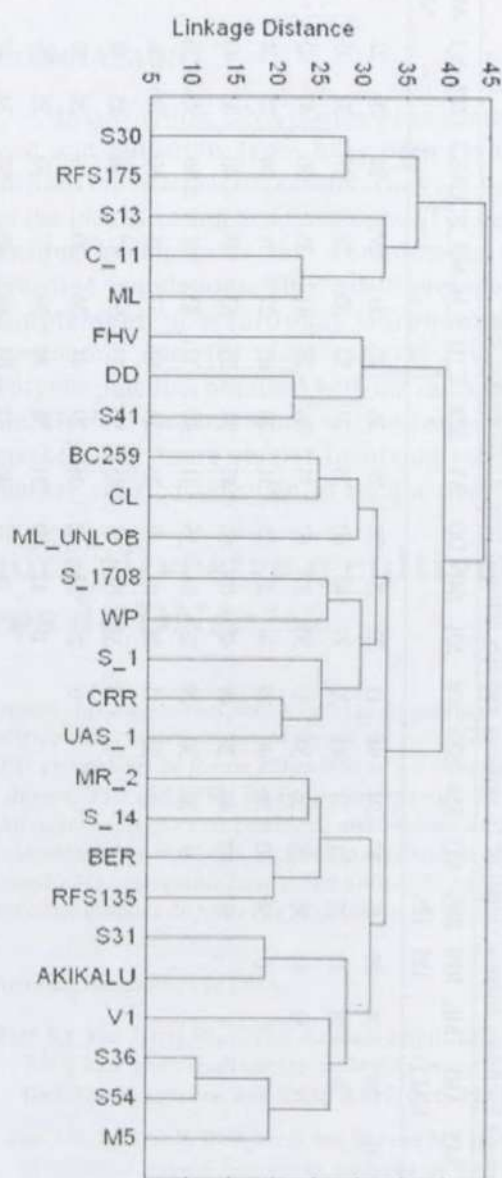 Linkage Distance
5 10 15 20 25 30 35 40 45
S30
RFS175
S13
C_11
ML
FHV
DD
S41
BC259
CL
ML_UNLOB
S_1708
WP
S_1
CRR
UAS_1
MR_2
S_14
BER
RFS135
S31
AKIKALU
V1
S36
S54
M5